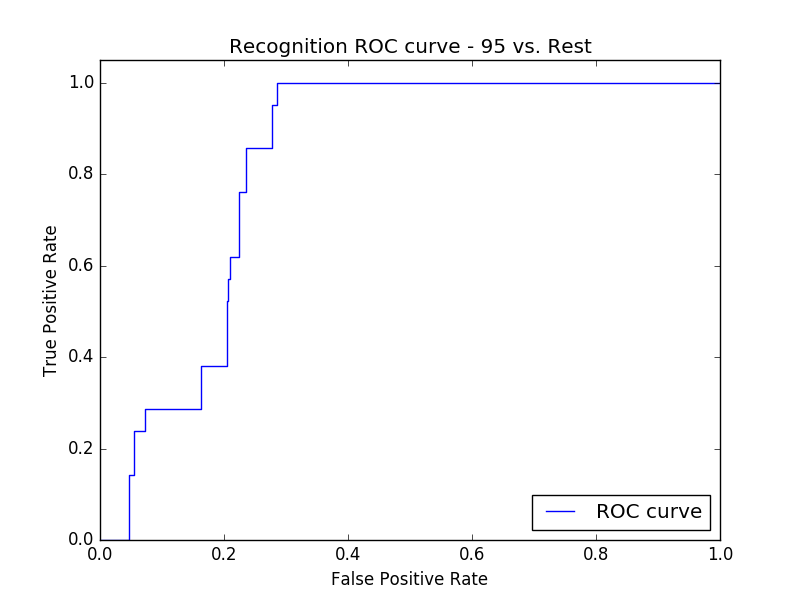 Recognition ROC curve - 95 vs. Rest
1.0
0.8
0.6
0.4
0.2
0.0
True Positive Rate
ROC curve
0.0 0.2 0.4 0.6 0.8 1.0
False Positive Rate